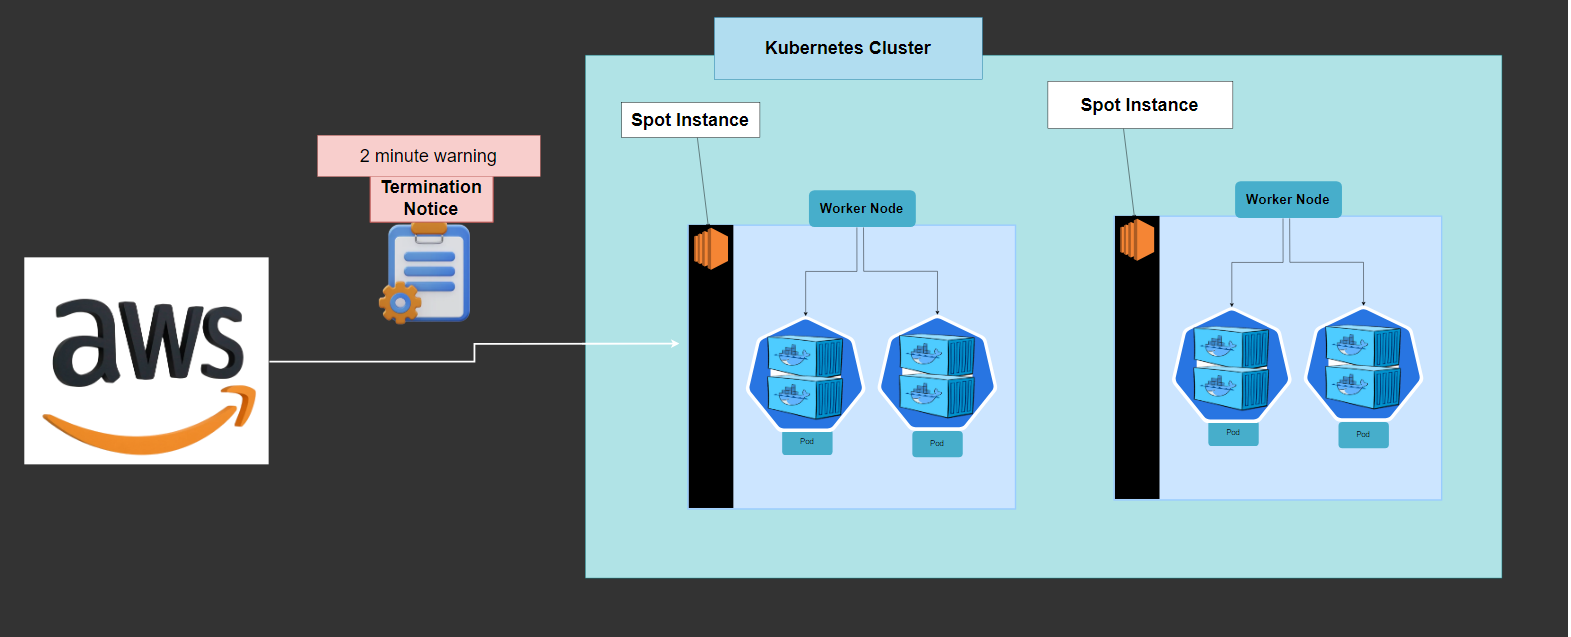 Kubernetes Cluster
Spot Instance
Spot Instance
2 minute warning
Termination
Notice
Worker Node
Worker Node
aws
Pod
Pod
Pod
Pod